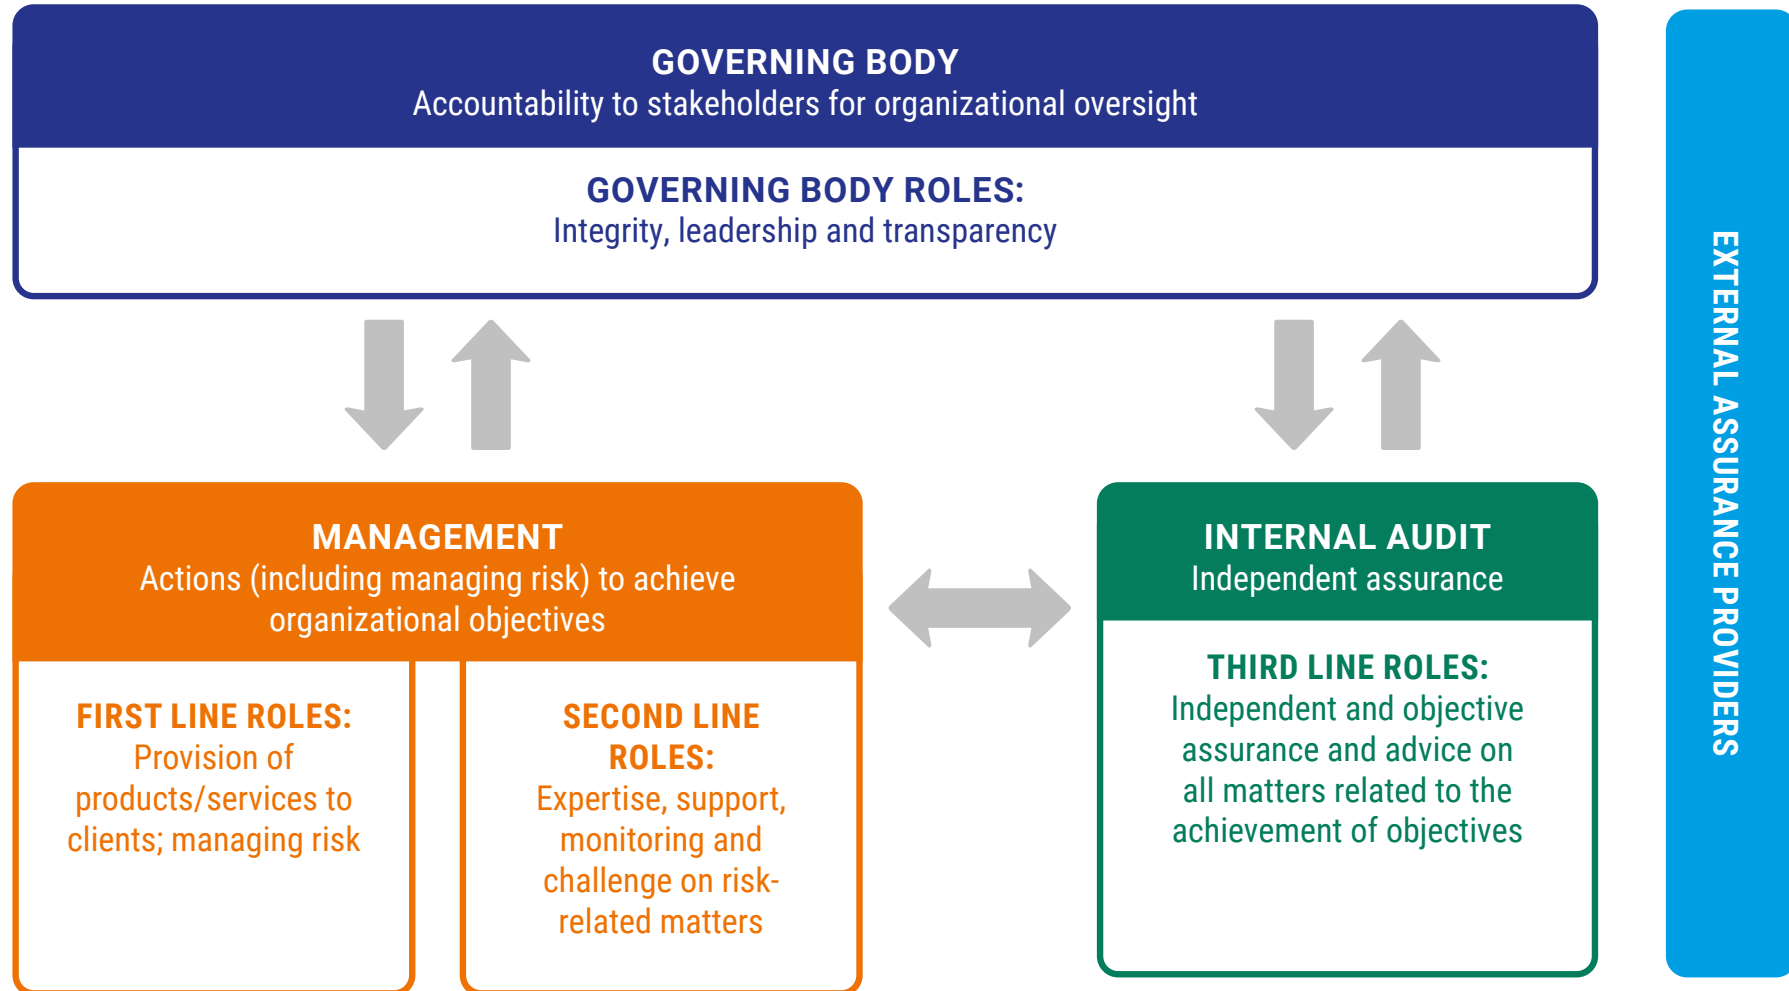 GOVERNING BODY
Accountability to stakeholders for organizational oversight
GOVERNING BODY ROLES:
Integrity, leadership and transparency
MANAGEMENT
Actions (including managing risk) to achieve
organizational objectives
FIRST LINE ROLES:
Provision of
products/services to
clients; managing risk
SECOND LINE
ROLES:
Expertise, support,
monitoring and
challenge on risk-
related matters
INTERNAL AUDIT
Independent assurance
THIRD LINE ROLES:
Independent and objective
assurance and advice on
all matters related to the
achievement of objectives
EXTERNAL ASSURANCE PROVIDERS